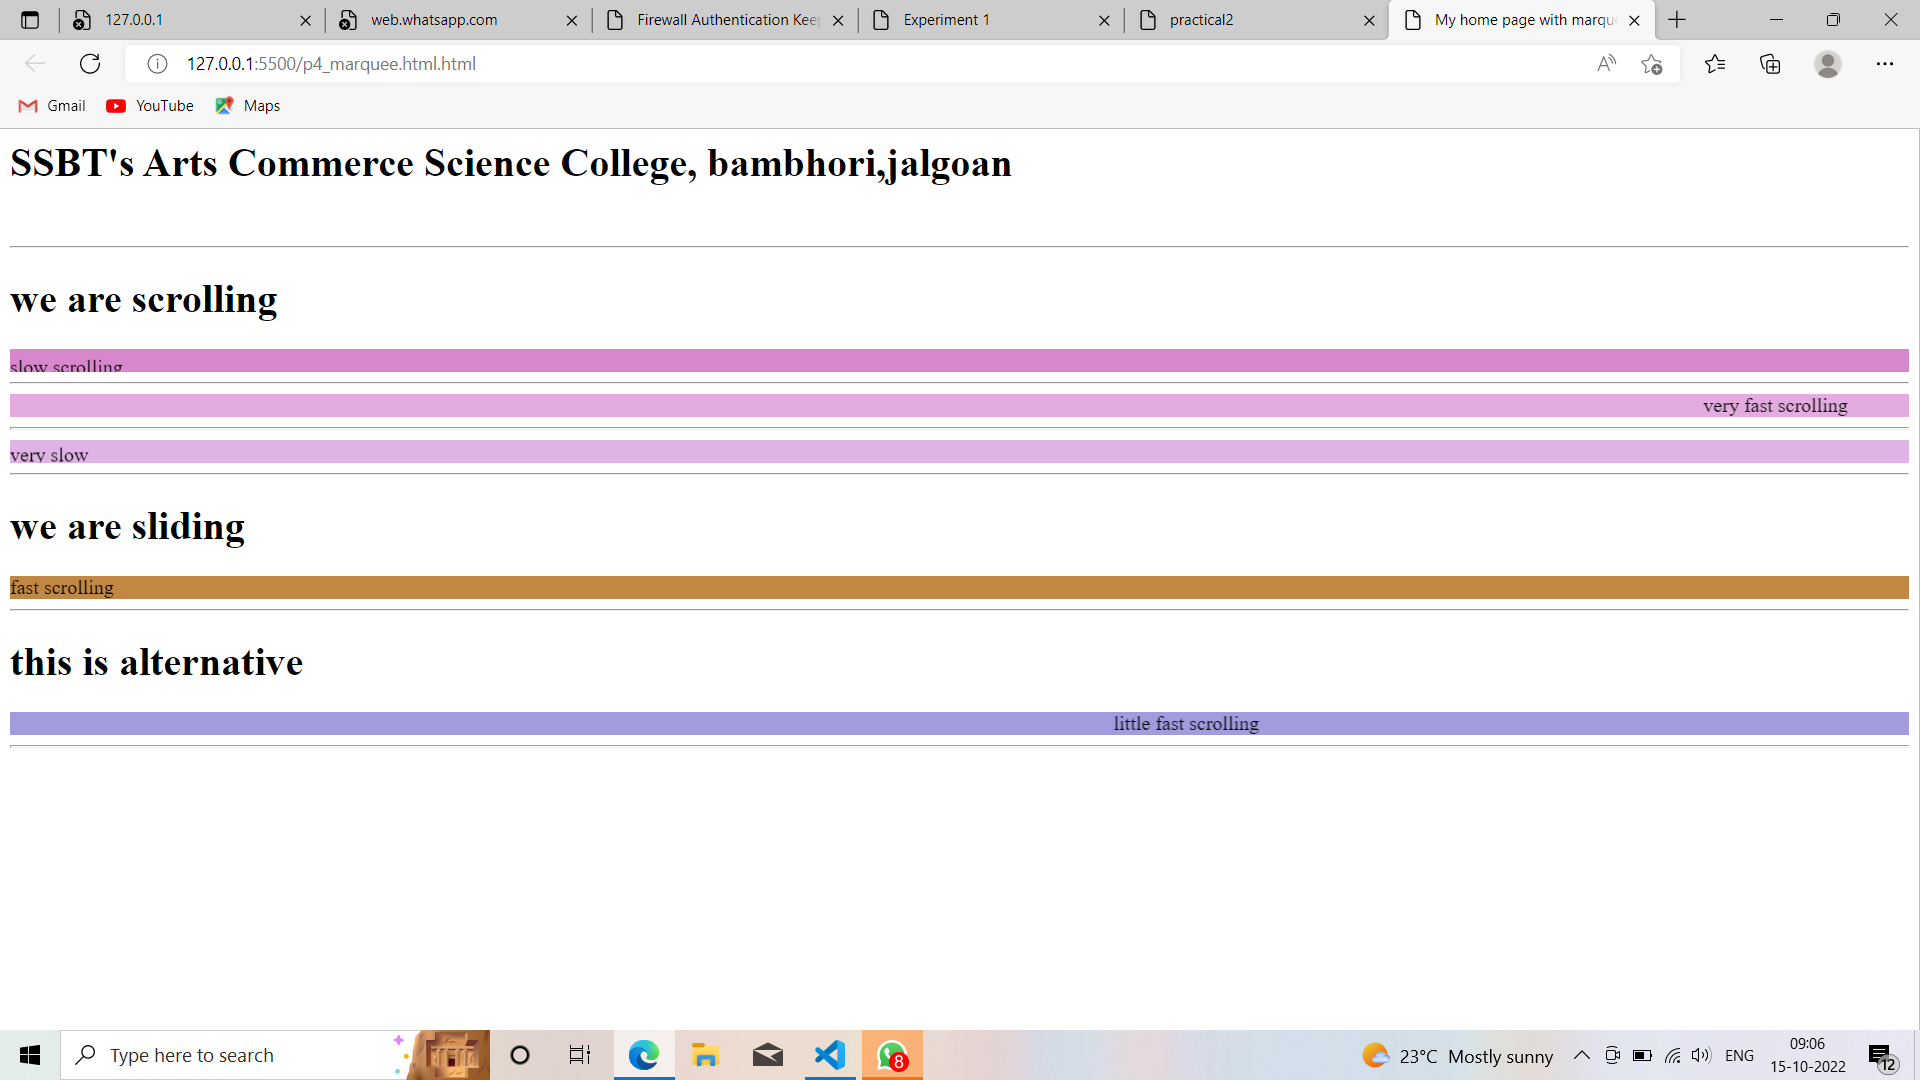 127.0.0.1
web.whatsapp.com
Firewall Authentication Keep
Experiment 1
practical2
My home page with marqu
127.0.0.1:5500/p4_marquee.html.html
Gmail
YouTube
Maps
SSBT's Arts Commerce Science College, bambhori,jalgoan
we are scrolling
slow scrolling
very fast scrolling
very slow
we are sliding
fast scrolling
this is alternative
little fast scrolling
Type here to search
8
23°C Mostly sunny
ENG
09:06
15-10-2022
12